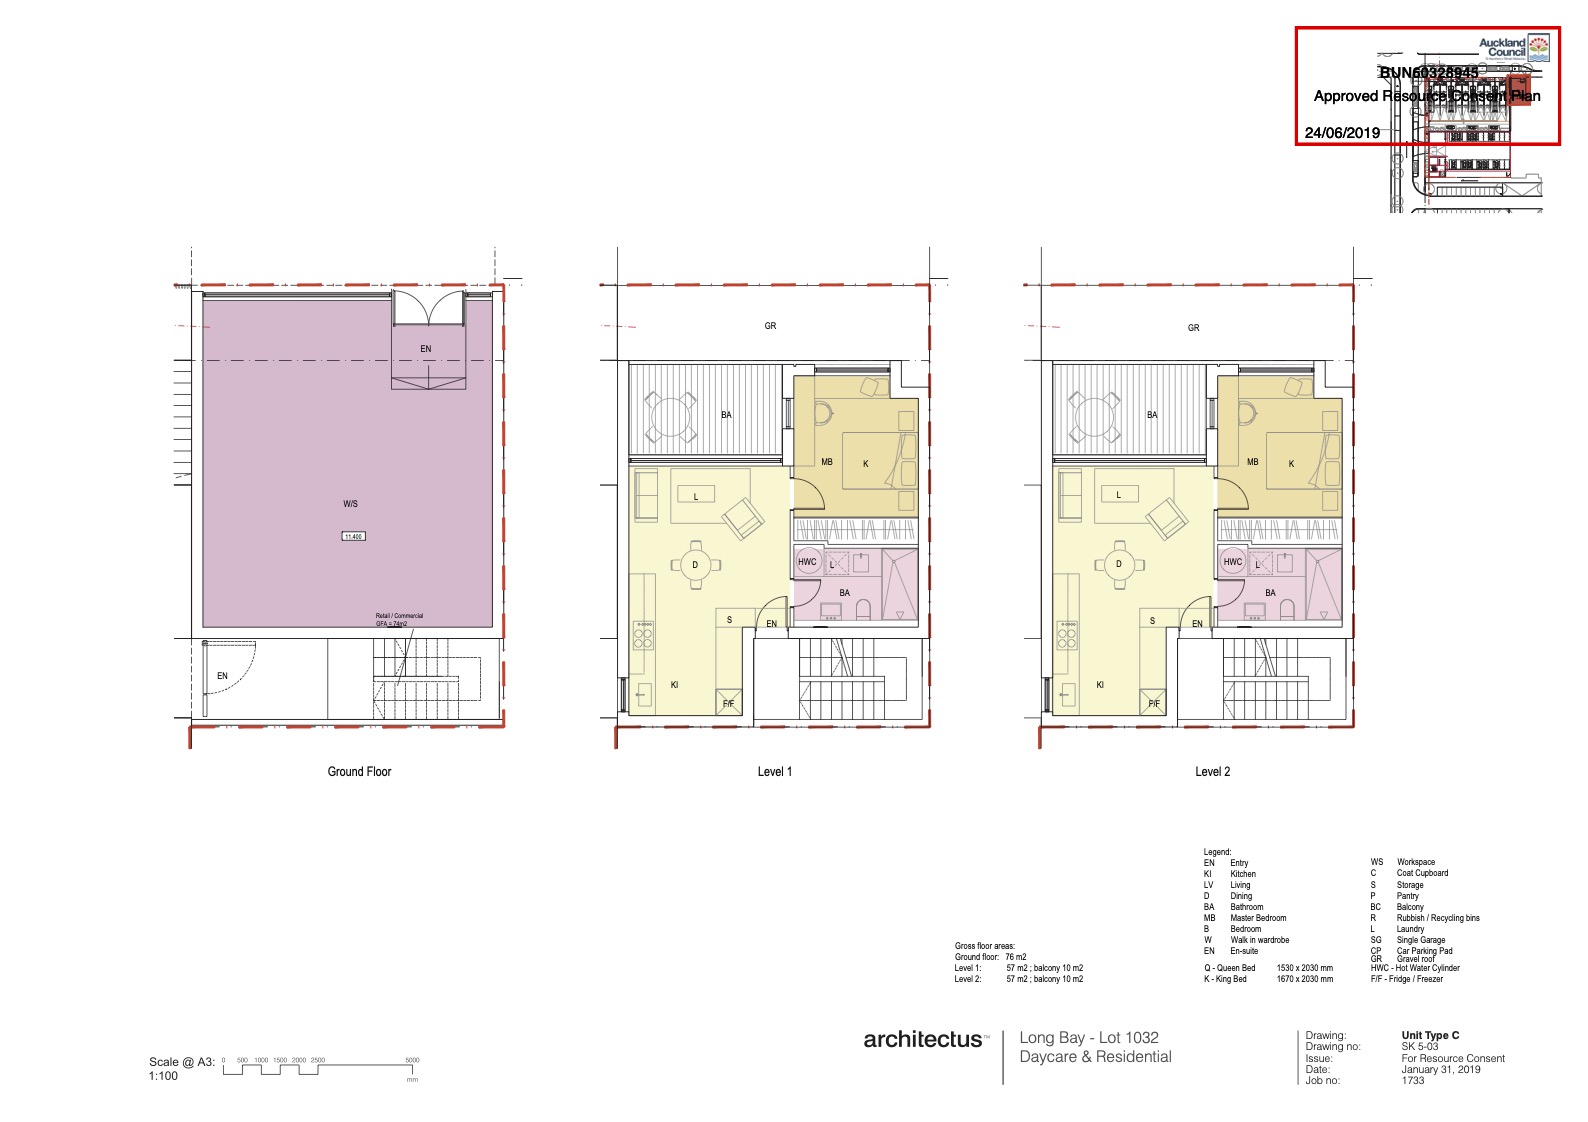 Auckland
Council
BUN60328945
Approved Resource Consent Plan
24/06/2019
EN
W/S
11.400
Retail / Commercial
GFA = 74m2
EN
Ground Floor
GR
BA
MB
K
L
D
HWC
L
BA
S
EN
KI
F/F
Level 1
GR
BA
MB
K
L
D
HWC
L
BA
S
EN
KI
F/F
Level 2
Legend:
EN Entry
KI Kitchen
LV Living
D Dining
BA Bathroom
MB Master Bedroom
B Bedroom
W Walk in wardrobe
EN En-suite
Q - Queen Bed 1530 x 2030 mm
K - King Bed 1670 x 2030 mm
WS Workspace
C Coat Cupboard
S Storage
P Pantry
BC Balcony
R Rubbish / Recycling bins
L Laundry
SG Single Garage
CP Car Parking Pad
GR Gravel roof
HWC - Hot Water Cylinder
F/F - Fridge / Freezer
Gross floor areas:
Ground floor: 76 m2
Level 1: 57 m2 ; balcony 10 m2
Level 2: 57 m2 ; balcony 10 m2
Scale @ A3:
1:100
0 500 1000 1500 2000 2500 5000
mm
architectus™
Long Bay - Lot 1032
Daycare & Residential
Drawing: Unit Type C
Drawing no: SK 5-03
Issue: For Resource Consent
Date: January 31, 2019
Job no: 1733